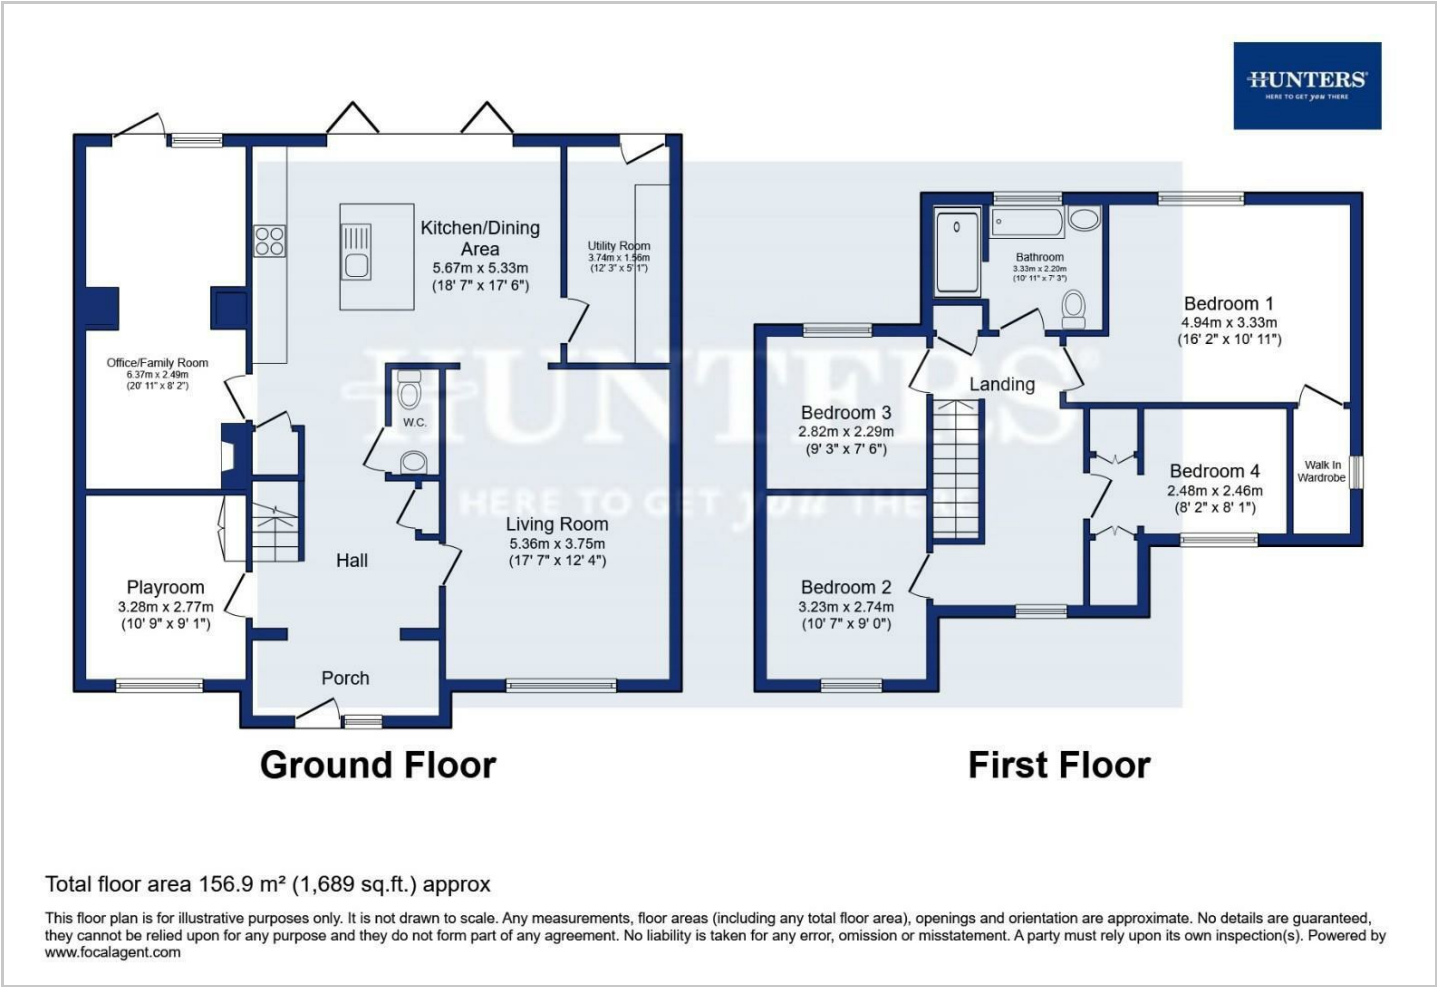 HUNTERS
HERE TO GET you THERE
Kitchen/Dining
Area
5.67m x 5.33m
(18' 7" x 17' 6")
Utility Room
3.74m x 1.56m
(12' 3" x 5' 1")
Office/Family Room
6.37m x 2.49m
(20' 11" x 8' 2")
W.C.
Living Room
5.36m x 3.75m
(17' 7" x 12' 4")
Hall
Playroom
3.28m x 2.77m
(10' 9" x 9' 1")
Porch
Ground Floor
Bathroom
3.33m x 2.20m
(10' 11" x 7' 3")
Bedroom 1
4.94m x 3.33m
(16' 2" x 10' 11")
Landing
Bedroom 3
2.82m x 2.29m
(9' 3" x 7' 6")
Bedroom 4
2.48m x 2.46m
(8' 2" x 8' 1")
Walk In
Wardrobe
Bedroom 2
3.23m x 2.74m
(10' 7" x 9' 0")
First Floor
HUNTERS
HERE TO GET you THERE
Total floor area 156.9 m² (1,689 sq.ft.) approx
This floor plan is for illustrative purposes only. It is not drawn to scale. Any measurements, floor areas (including any total floor area), openings and orientation are approximate. No details are guaranteed,
they cannot be relied upon for any purpose and they do not form part of any agreement. No liability is taken for any error, omission or misstatement. A party must rely upon its own inspection(s). Powered by
www.focalagent.com